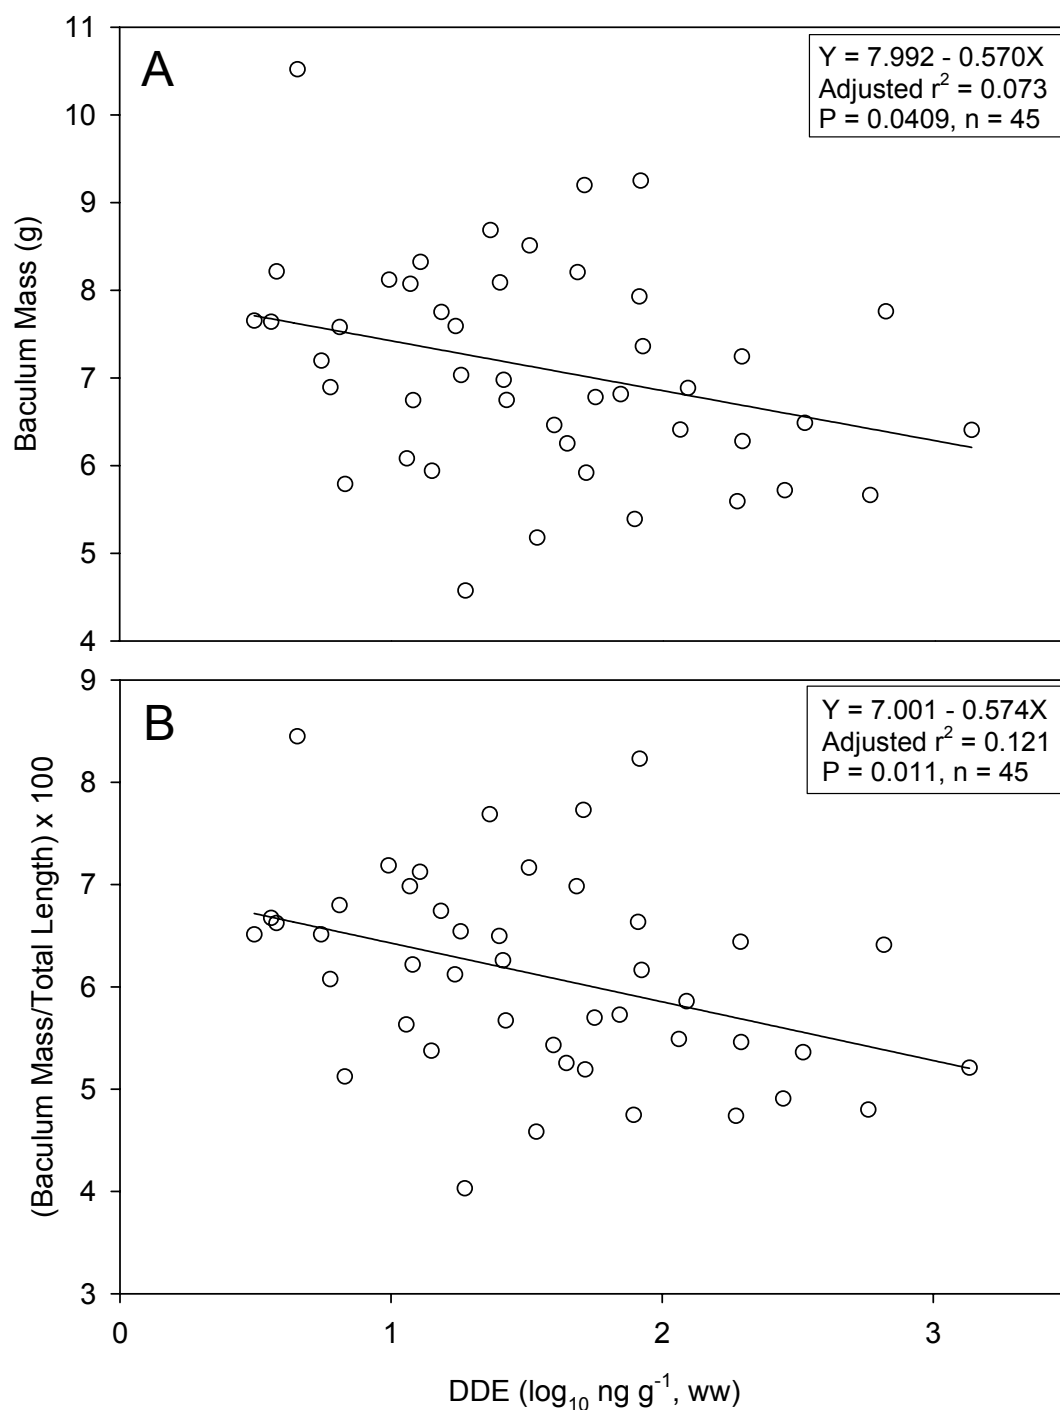 A
Y = 7.992 - 0.570X
Adjusted r² = 0.073
P = 0.0409, n = 45
11
10
9
8
7
6
5
4
Baculum Mass (g)
B
Y = 7.001 - 0.574X
Adjusted r² = 0.121
P = 0.011, n = 45
9
8
7
6
5
4
3
(Baculum Mass/Total Length) x 100
0 1 2 3
DDE (log₁₀ ng g⁻¹, ww)